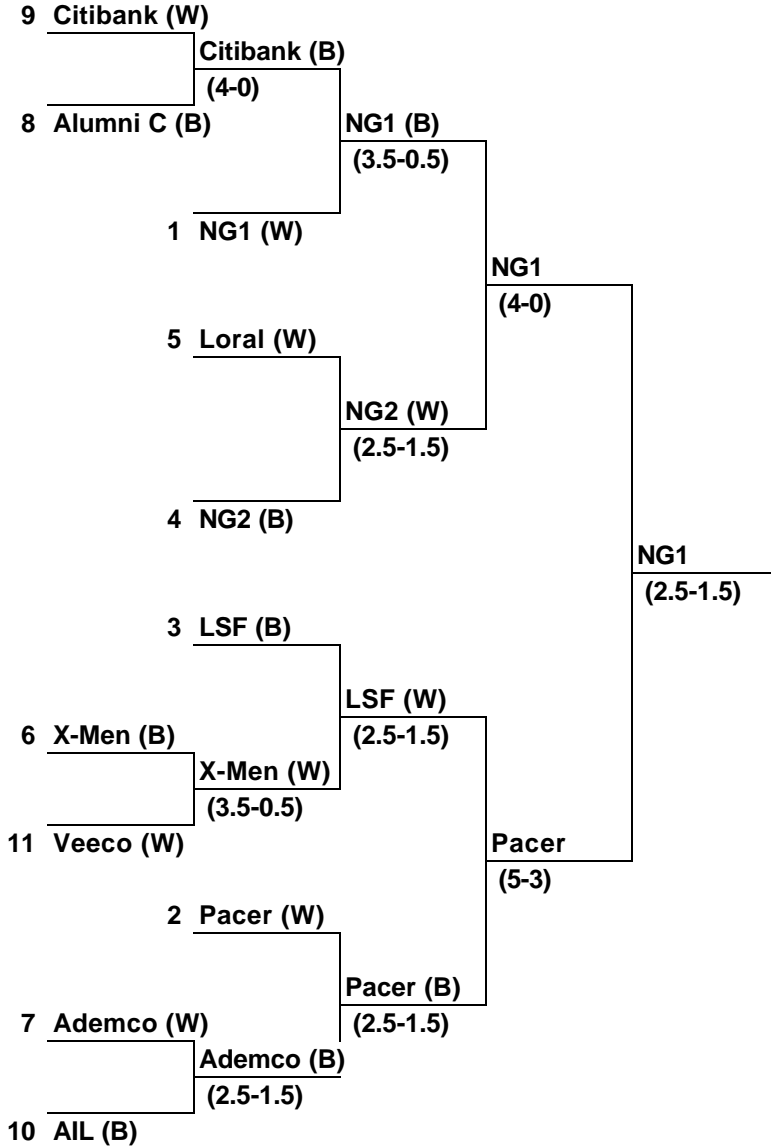 9 Citibank (W)
Citibank (B)
(4-0)
8 Alumni C (B)
NG1 (B)
(3.5-0.5)
1 NG1 (W)
NG1
(4-0)
5 Loral (W)
NG2 (W)
(2.5-1.5)
4 NG2 (B)
NG1
(2.5-1.5)
3 LSF (B)
LSF (W)
(2.5-1.5)
6 X-Men (B)
X-Men (W)
(3.5-0.5)
11 Veeco (W)
Pacer
(5-3)
2 Pacer (W)
Pacer (B)
(2.5-1.5)
7 Ademco (W)
Ademco (B)
(2.5-1.5)
10 AIL (B)